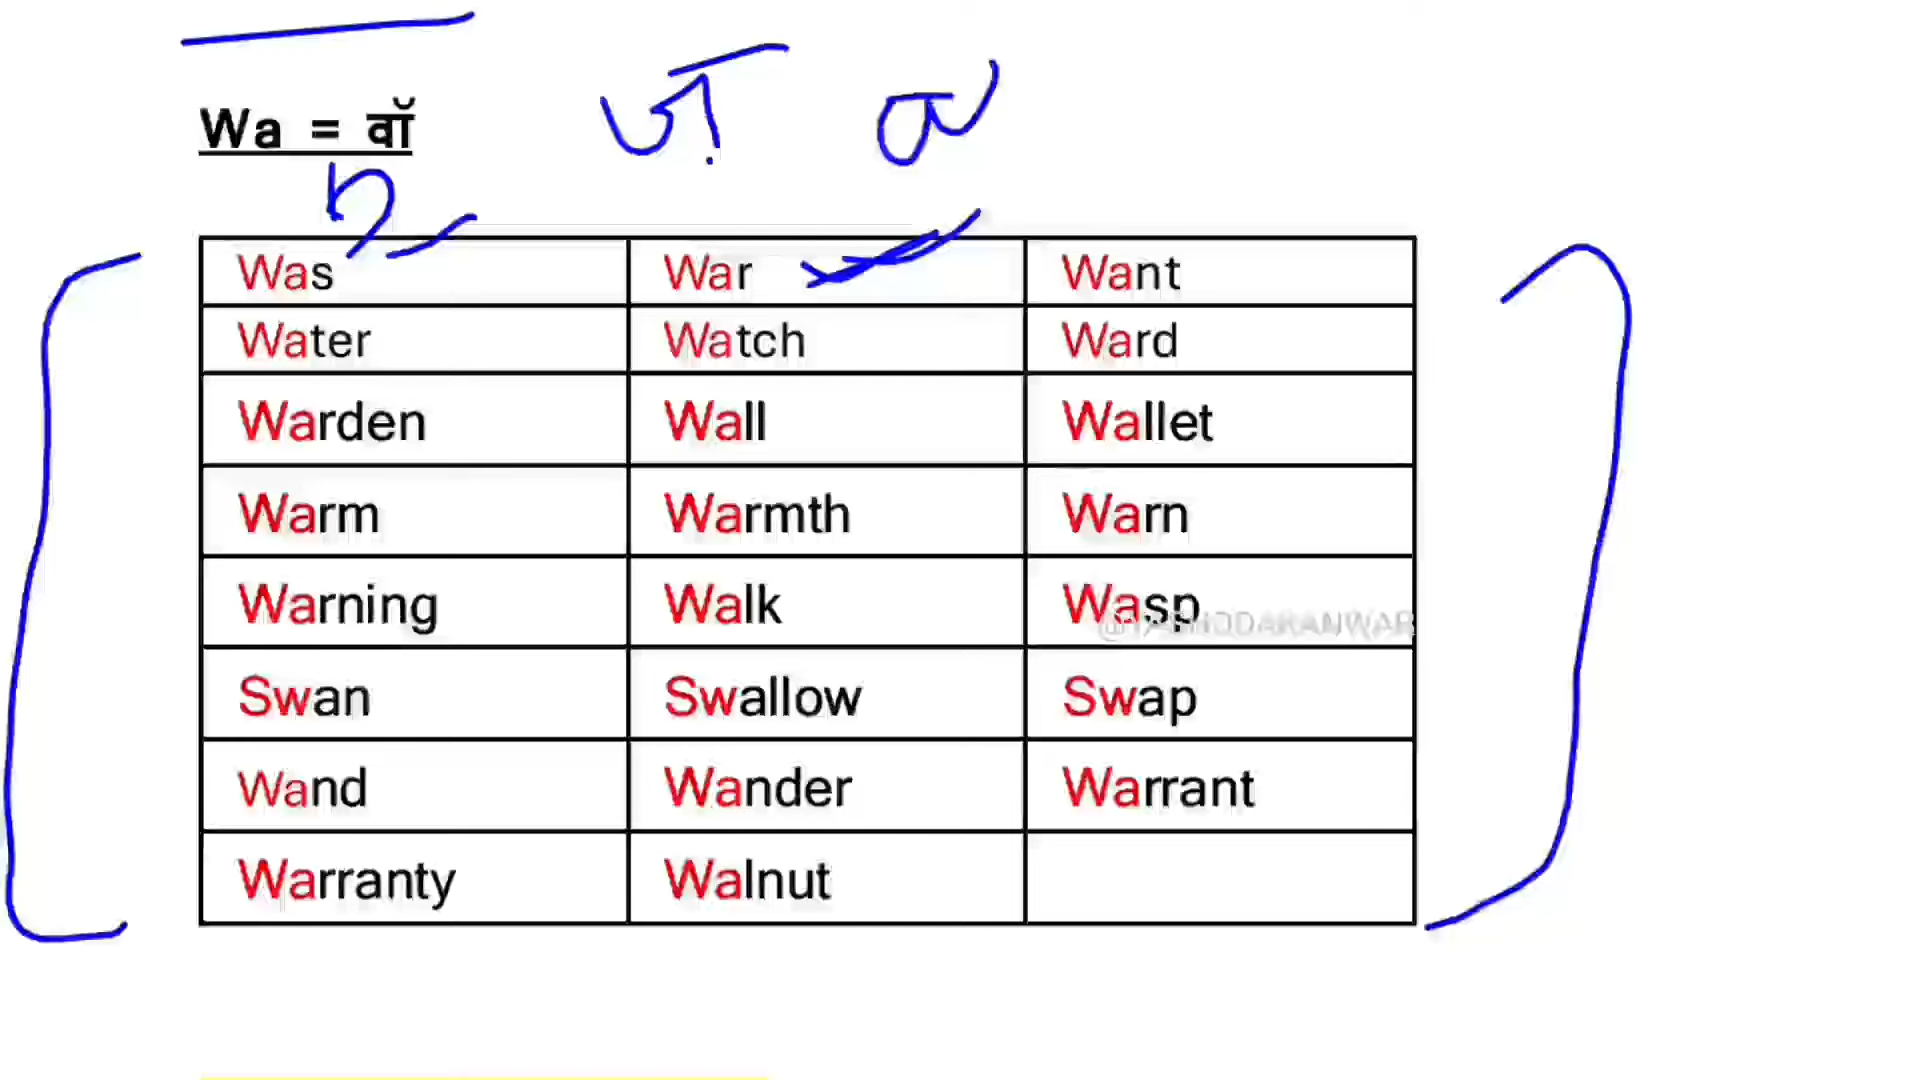 Wa = वॉ
Was War Want
Water Watch Ward
Warden Wall Wallet
Warm Warmth Warn
Warning Walk Wasp
Swan Swallow Swap
Wand Wander Warrant
Warranty Walnut